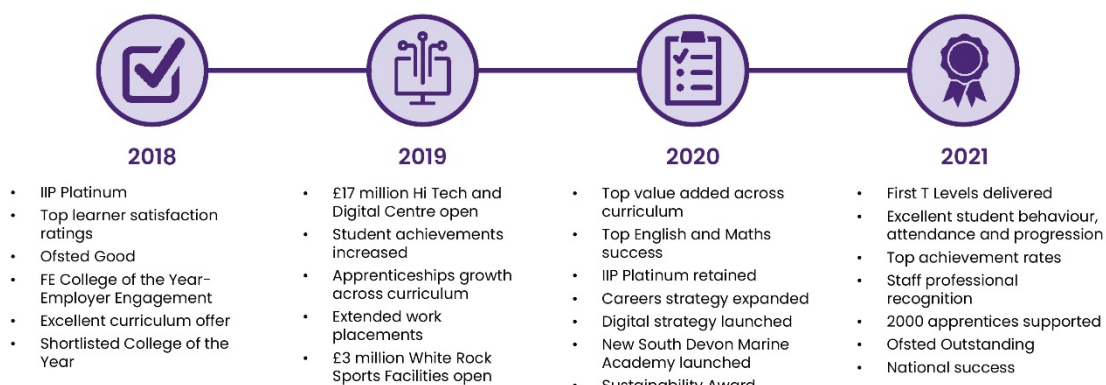 2018
• IIP Platinum
• Top learner satisfaction
ratings
• Ofsted Good
• FE College of the Year-
Employer Engagement
• Excellent curriculum offer
• Shortlisted College of the
Year
2019
• £17 million Hi Tech and
Digital Centre open
• Student achievements
increased
• Apprenticeships growth
across curriculum
• Extended work
placements
• £3 million White Rock
Sports Facilities open
2020
• Top value added across
curriculum
• Top English and Maths
success
• IIP Platinum retained
• Careers strategy expanded
• Digital strategy launched
• New South Devon Marine
Academy launched
• Sustainability Award
2021
• First T Levels delivered
• Excellent student behaviour,
attendance and progression
• Top achievement rates
• Staff professional
recognition
• 2000 apprentices supported
• Ofsted Outstanding
• National success